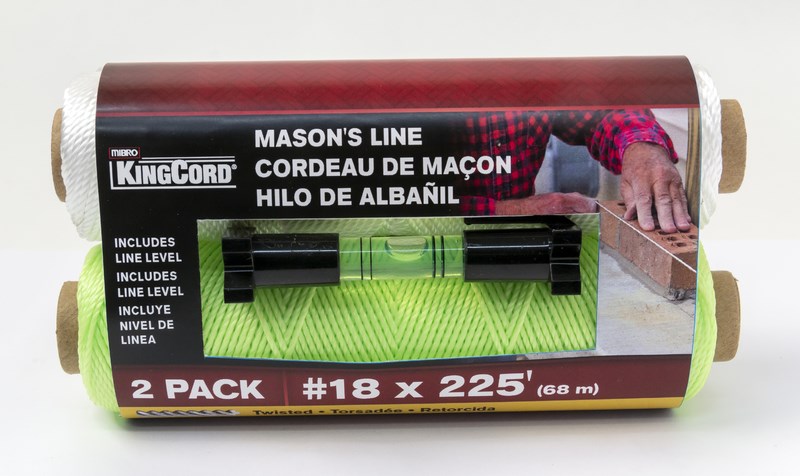 MIBRO
KINGCORD®
MASON'S LINE
CORDEAU DE MAÇON
HILO DE ALBAÑIL
INCLUDES
LINE LEVEL
INCLUDES
LINE LEVEL
INCLUYE
NIVEL DE
LINEA
2 PACK #18 x 225' (68 m)
Twisted • Torsadée • Retorcida